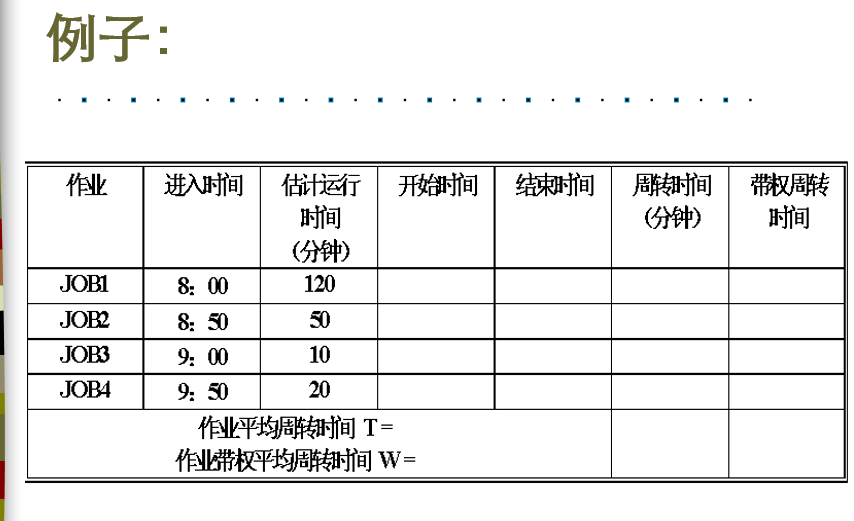 例子：
作业 进入时间 估计运行时间(分钟) 开始时间 结束时间 周转时间(分钟) 带权周转时间
JOB1 8：00 120
JOB2 8：50 50
JOB3 9：00 10
JOB4 9：50 20
作业平均周转时间 T=
作业带权平均周转时间 W=